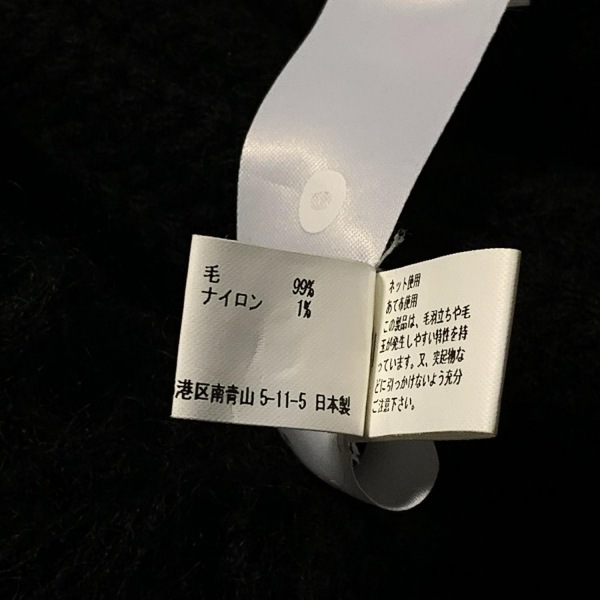 毛 99%
ナイロン 1%
港区南青山 5-11-5 日本製
ネット使用
あて布使用
この製品は、毛羽立ちや毛
玉が発生しやすい特性を持
っています。又、突起物な
どに引っかけないよう充分
ご注意下さい。